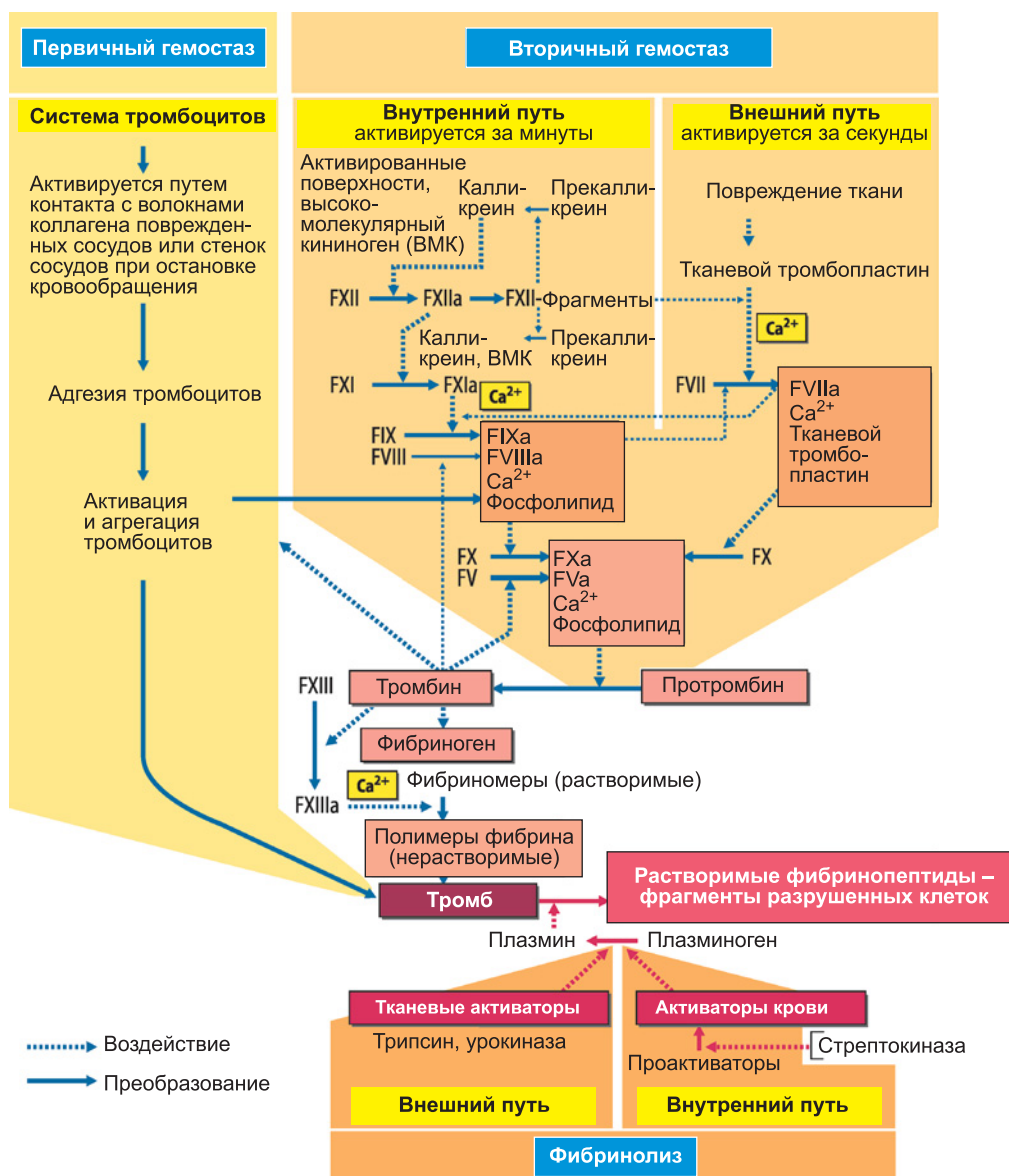 Первичный гемостаз
Вторичный гемостаз
Система тромбоцитов
Активируется путем
контакта с волокнами
коллагена поврежден-
ных сосудов или стенок
сосудов при остановке
кровообращения
Адгезия тромбоцитов
Активация
и агрегация
тромбоцитов
Внутренний путь
активируется за минуты
Активированные
поверхности,
высоко-
молекулярный
кининоген (ВМК)
Калли-
креин
Прекалли-
креин
FXII
FXIIa
FXII-Фрагменты
Калли-
креин, ВМК
Прекалли-
креин
FXI
FXIa
Ca²⁺
FIX
FVIII
FIXa
FVIIIa
Ca²⁺
Фосфолипид
Внешний путь
активируется за секунды
Повреждение ткани
Тканевой тромбопластин
Ca²⁺
FVII
FVIIa
Ca²⁺
Тканевой
тромбо-
пластин
FX
FV
FXa
FVa
Ca²⁺
Фосфолипид
FX
FXIII
Тромбин
Протромбин
Фибриноген
FXIIIa
Ca²⁺
Фибриномеры (растворимые)
Полимеры фибрина
(нерастворимые)
Тромб
Растворимые фибринопептиды –
фрагменты разрушенных клеток
Плазмин
Плазминоген
Тканевые активаторы
Трипсин, урокиназа
Активаторы крови
Проактиваторы
Стрептокиназа
Воздействие
Преобразование
Внешний путь
Внутренний путь
Фибринолиз